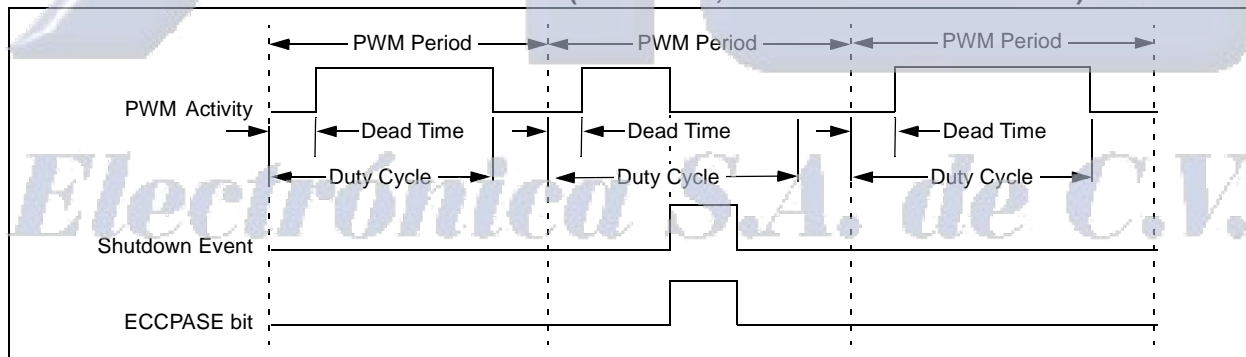 PWM Period PWM Period PWM Period
PWM Activity
Dead Time Dead Time Dead Time
Duty Cycle Duty Cycle Duty Cycle
Electrónica S.A. de C.V.
Shutdown Event
ECCPASE bit